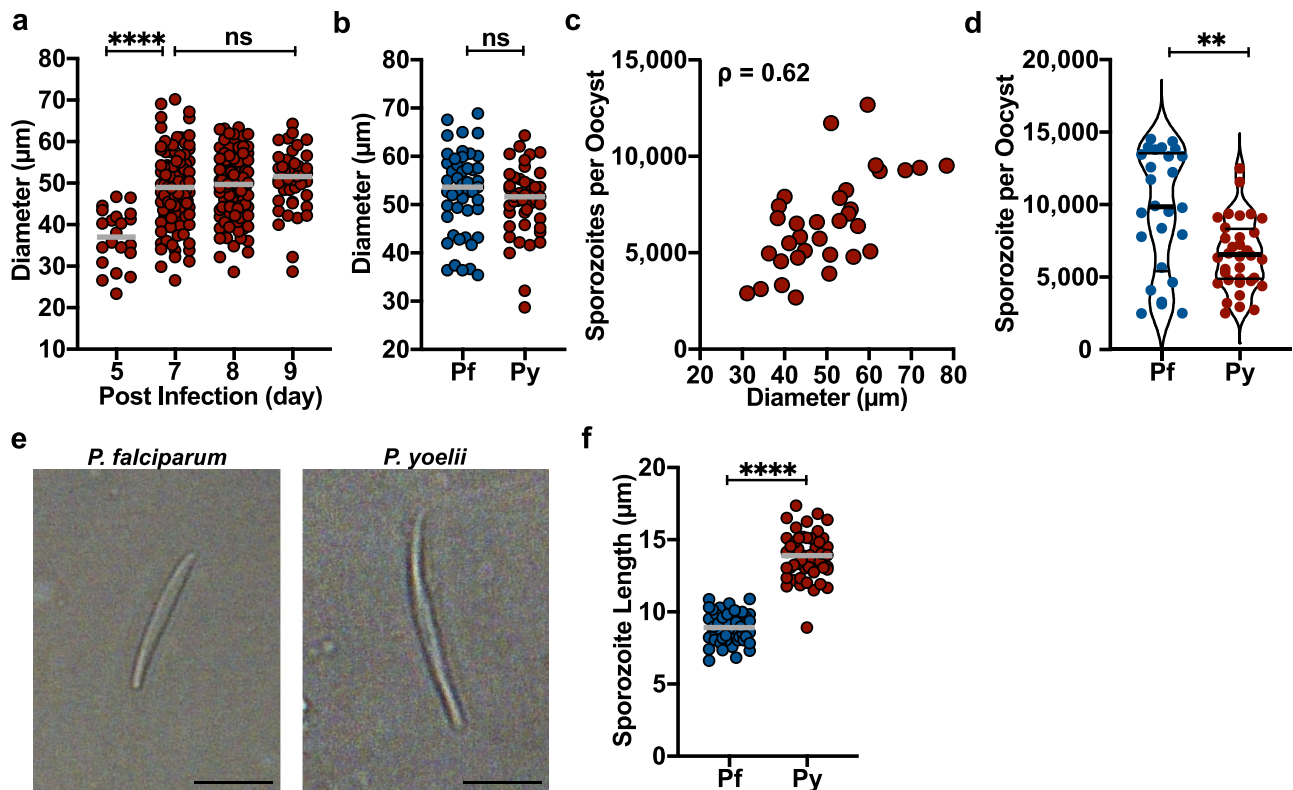 a
****
ns
Diameter (µm)
80
70
60
50
40
30
20
10
5
7
8
9
Post Infection (day)
b
ns
Diameter (µm)
80
70
60
50
40
30
20
Pf
Py
c
ρ = 0.62
Sporozoites per Oocyst
15,000
10,000
5,000
0
20 30 40 50 60 70 80
Diameter (µm)
d
**
Sporozoite per Oocyst
20,000
15,000
10,000
5,000
0
Pf
Py
e
P. falciparum
P. yoelii
f
****
Sporozoite Length (µm)
20
15
10
5
0
Pf
Py